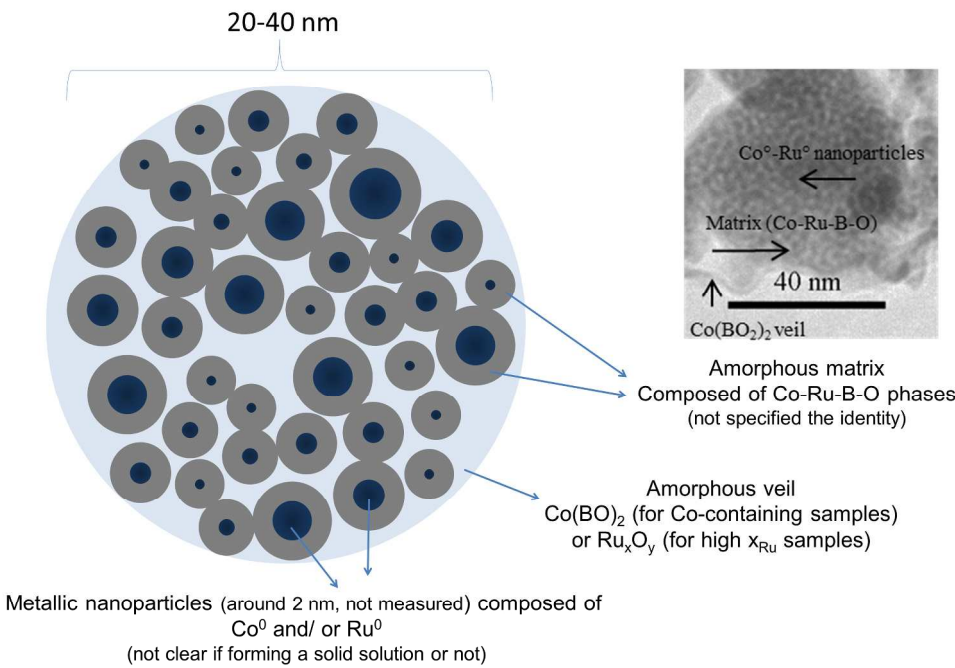 20-40 nm
Co°-Ru° nanoparticles
Matrix (Co-Ru-B-O)
40 nm
Co(BO₂)₂ veil
Amorphous matrix
Composed of Co-Ru-B-O phases
(not specified the identity)
Amorphous veil
Co(BO)₂ (for Co-containing samples)
or RuₓOᵧ (for high x_Ru samples)
Metallic nanoparticles (around 2 nm, not measured) composed of
Co⁰ and/ or Ru⁰
(not clear if forming a solid solution or not)